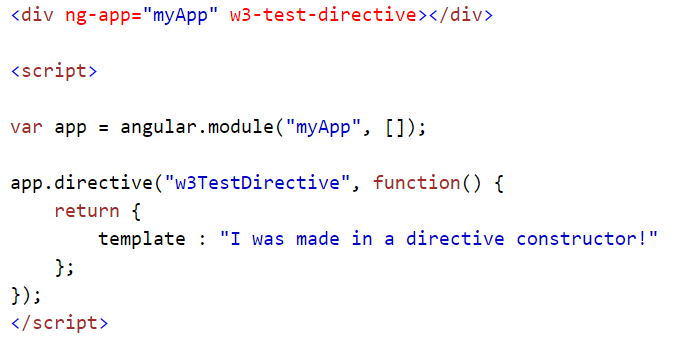 <div ng-app="myApp" w3-test-directive></div>
<script>
var app = angular.module("myApp", []);
app.directive("w3TestDirective", function() {
    return {
        template : "I was made in a directive constructor!"
    };
});
</script>